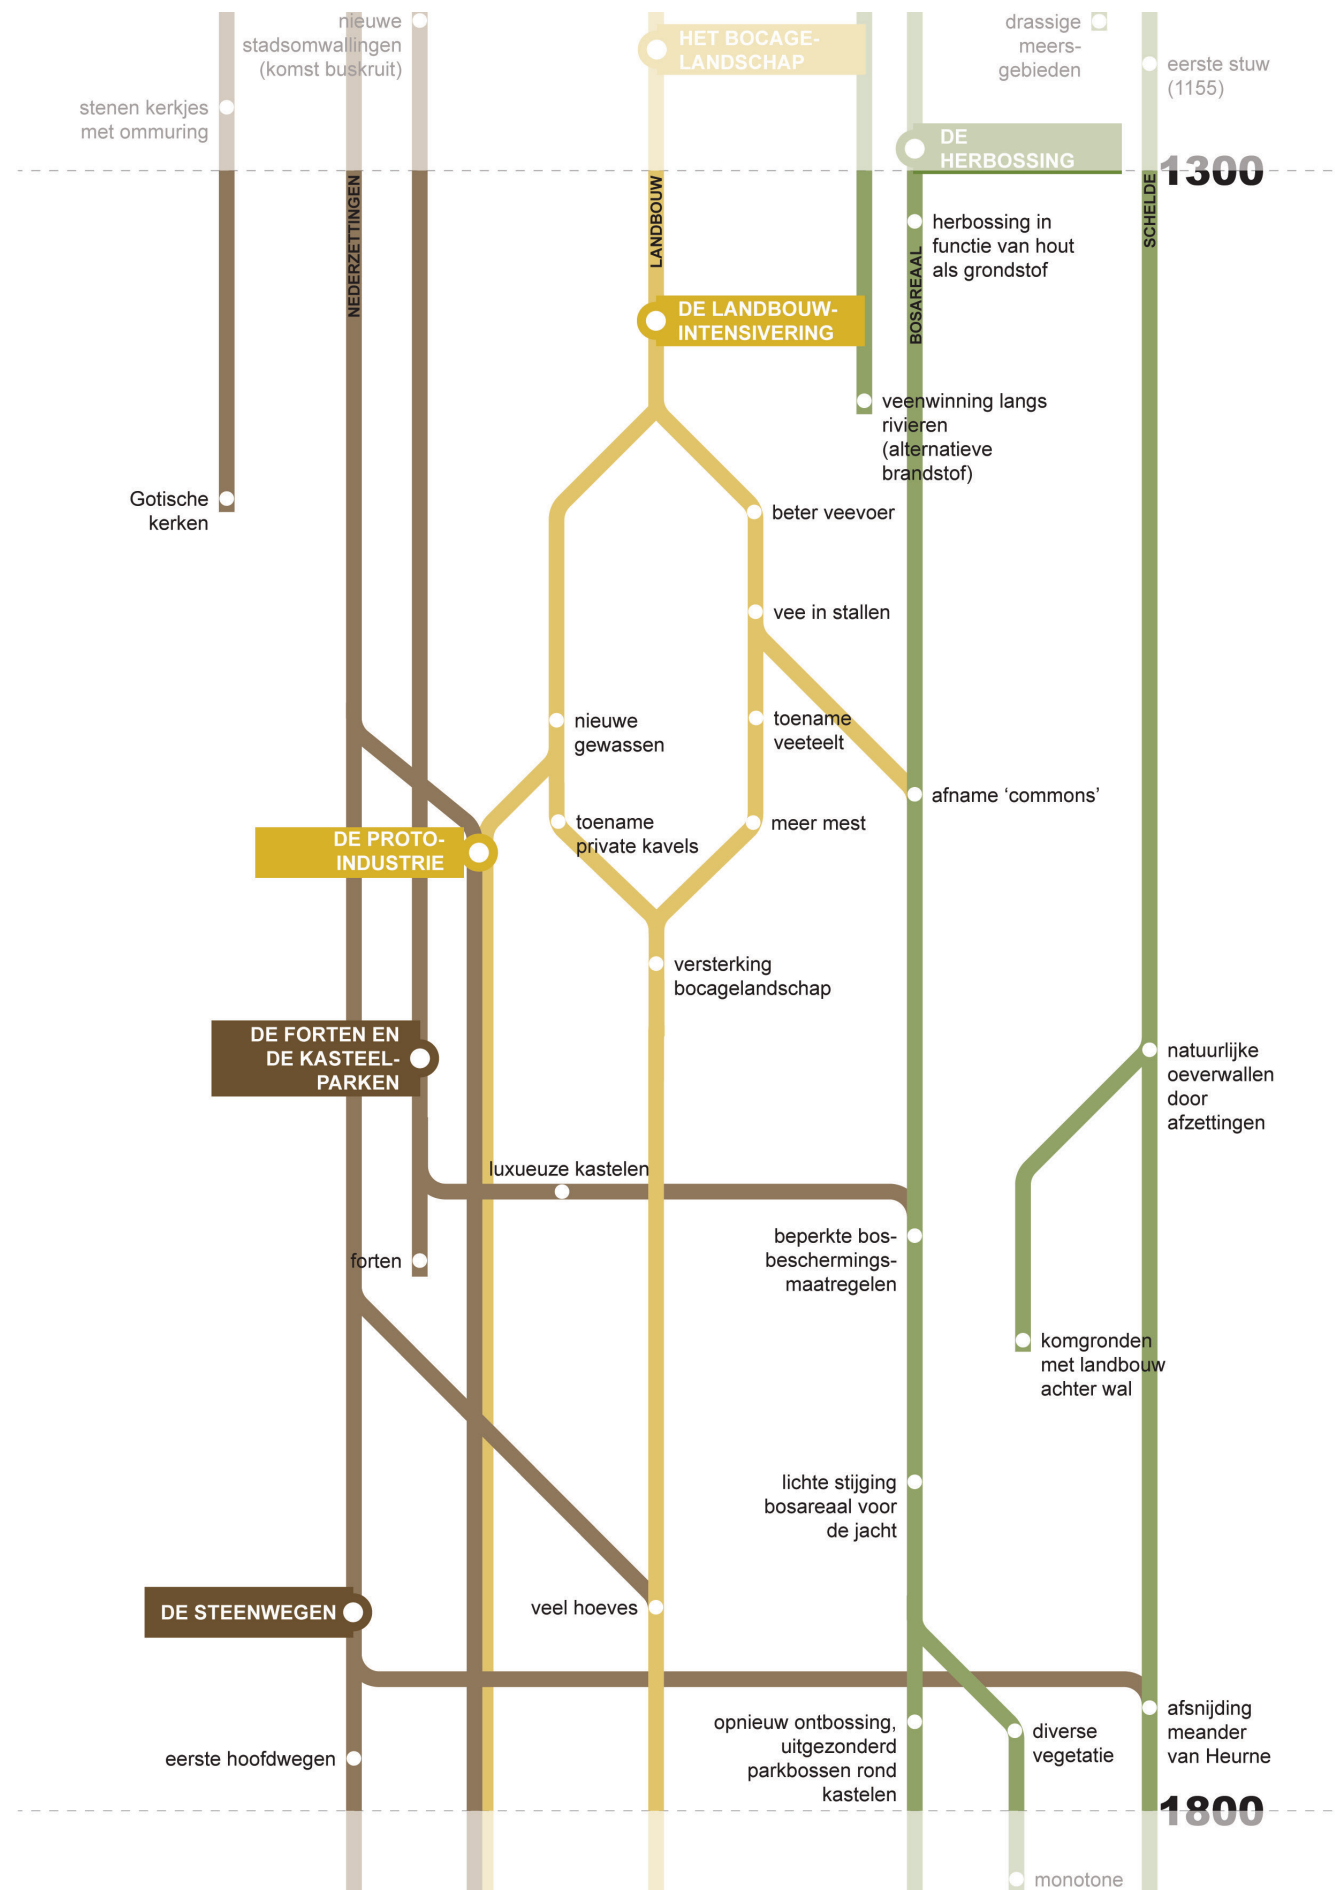 nieuwe
stadsomwallingen
(komst buskruit)
HET BOCAGE-
LANDSCHAP
drassige
meers-
gebieden
eerste stuw
(1155)
stenen kerkjes
met ommuring
DE
HERBOSSING
1300
NEDERZETTINGEN
LANDBOUW
BOSAREAAL
SCHELDE
herbossing in
functie van hout
als grondstof
DE LANDBOUW-
INTENSIVERING
veenwinning langs
rivieren
(alternatieve
brandstof)
Gotische
kerken
beter veevoer
vee in stallen
nieuwe
gewassen
toename
veeteelt
afname ‘commons’
toename
private kavels
meer mest
DE PROTO-
INDUSTRIE
versterking
bocagelandschap
DE FORTEN EN
DE KASTEEL-
PARKEN
natuurlijke
oeverwallen
door
afzettingen
luxueuze kastelen
forten
beperkte bos-
beschermings-
maatregelen
komgronden
met landbouw
achter wal
lichte stijging
bosareaal voor
de jacht
DE STEENWEGEN
veel hoeves
afsnijding
meander
van Heurne
opnieuw ontbossing,
uitgezonderd
parkbossen rond
kastelen
diverse
vegetatie
eerste hoofdwegen
1800
monotone